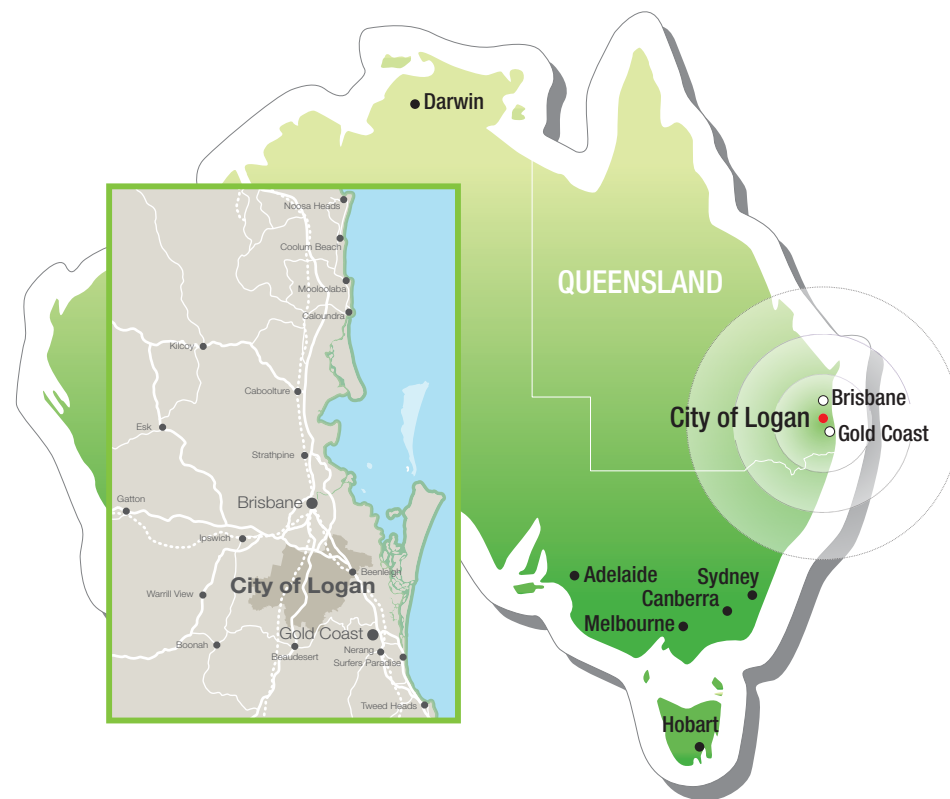 Darwin
QUEENSLAND
Brisbane
City of Logan
Gold Coast
Adelaide
Sydney
Canberra
Melbourne
Hobart
Noosa Heads
Coolum Beach
Mooloolaba
Caloundra
Kilcoy
Caboolture
Esk
Strathpine
Gatton
Brisbane
Ipswich
Beenleigh
City of Logan
Warrill View
Gold Coast
Boonah
Beaudesert
Nerang
Surfers Paradise
Tweed Heads